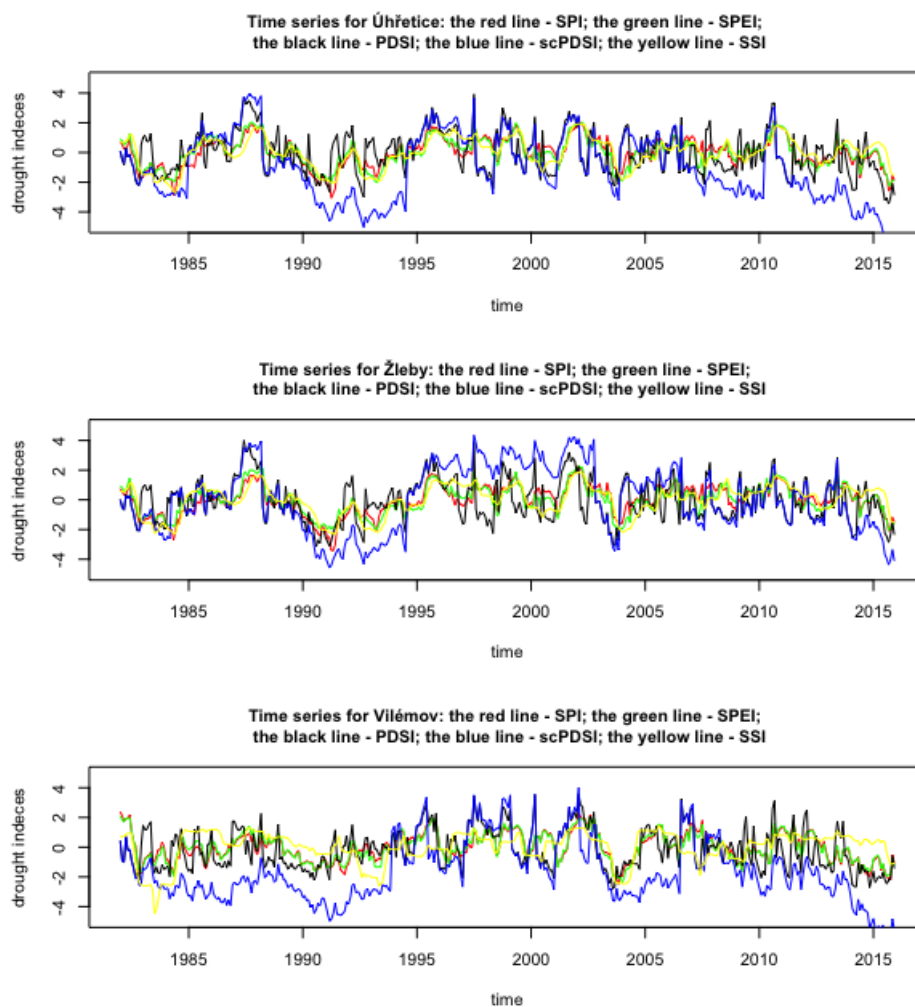 Time series for Úhřetice: the red line - SPI; the green line - SPEI;
the black line - PDSI; the blue line - scPDSI; the yellow line - SSI
drought indeces
4
2
0
-2
-4
1985 1990 1995 2000 2005 2010 2015
time
Time series for Žleby: the red line - SPI; the green line - SPEI;
the black line - PDSI; the blue line - scPDSI; the yellow line - SSI
drought indeces
4
2
0
-2
-4
1985 1990 1995 2000 2005 2010 2015
time
Time series for Vilémov: the red line - SPI; the green line - SPEI;
the black line - PDSI; the blue line - scPDSI; the yellow line - SSI
drought indeces
4
2
0
-2
-4
1985 1990 1995 2000 2005 2010 2015
time